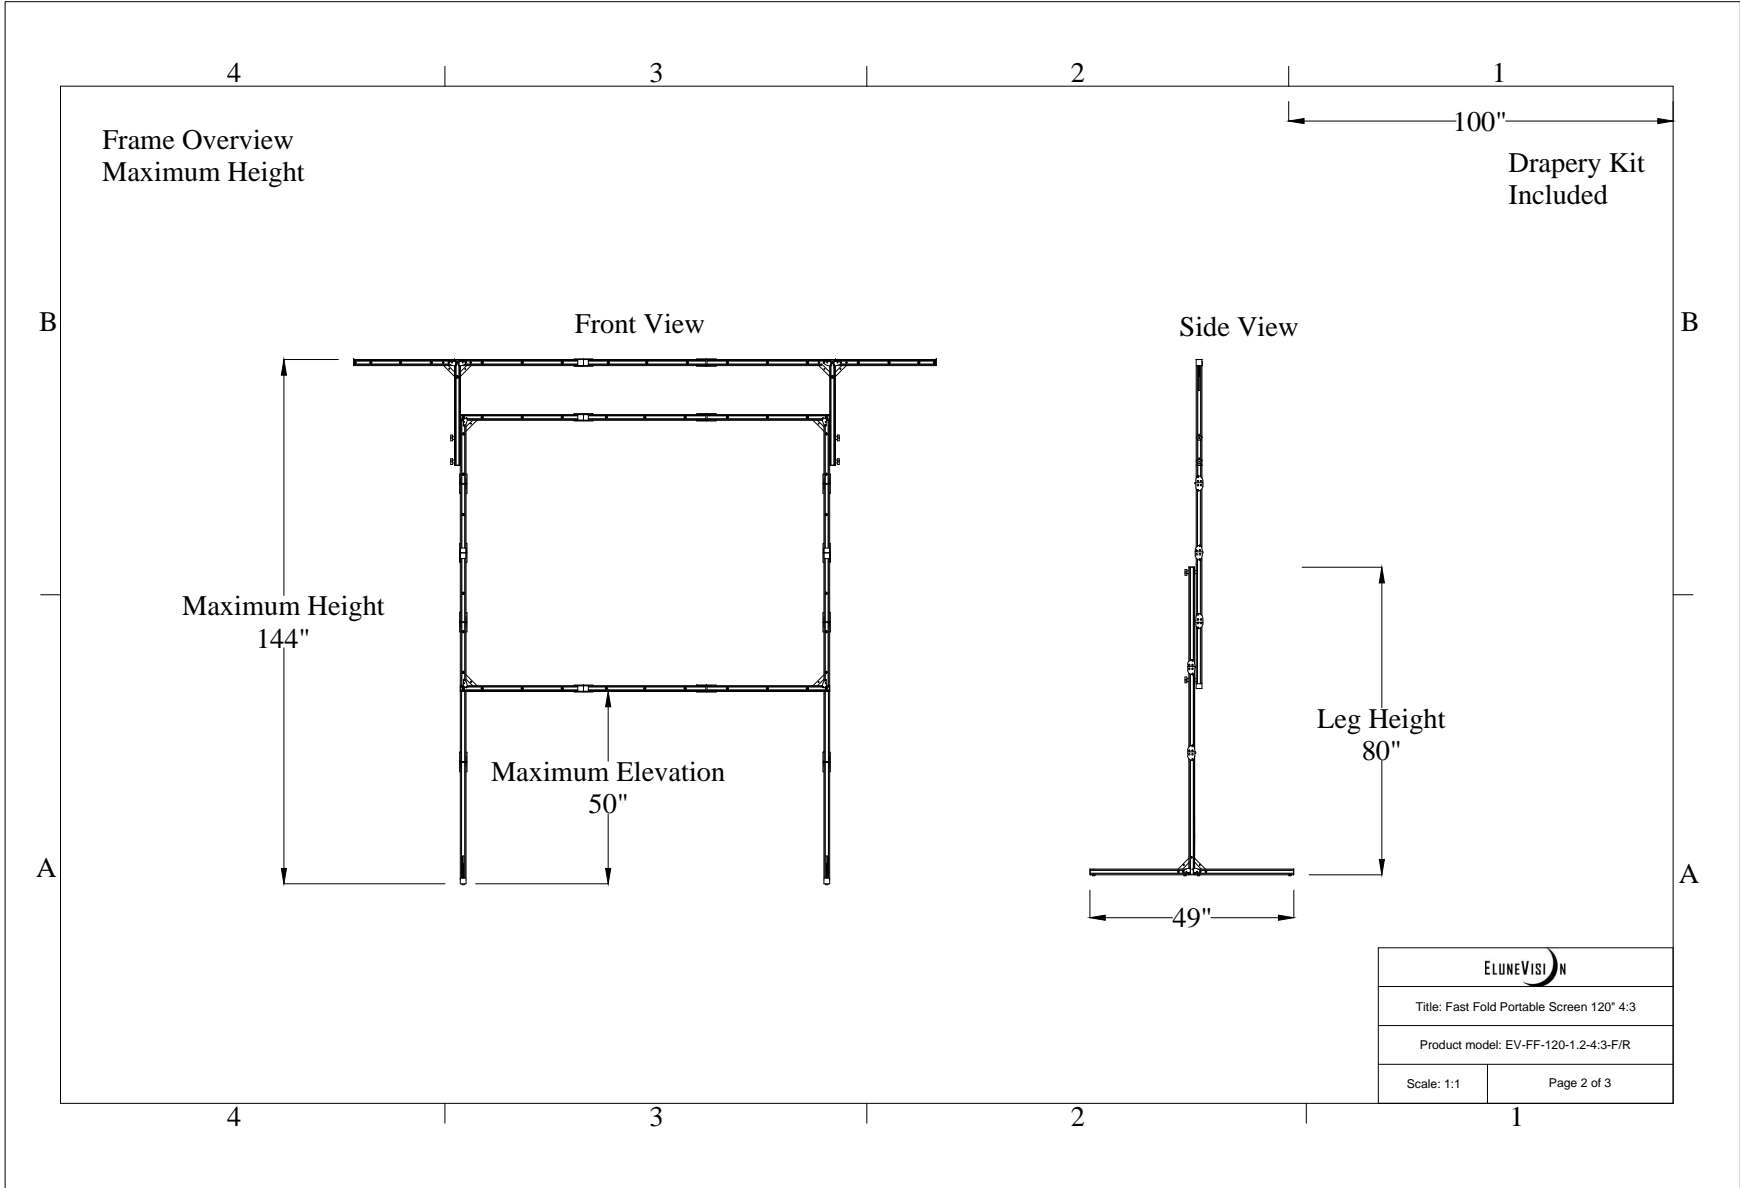 4 3 2 1
100"
Frame Overview
Maximum Height
Drapery Kit
Included
B Front View Side View B
Maximum Height
144"
Leg Height
80"
Maximum Elevation
50"
A A
49"
ELUNEVISION
Title: Fast Fold Portable Screen 120" 4:3
Product model: EV-FF-120-1.2-4:3-F/R
Scale: 1:1 Page 2 of 3
4 3 2 1